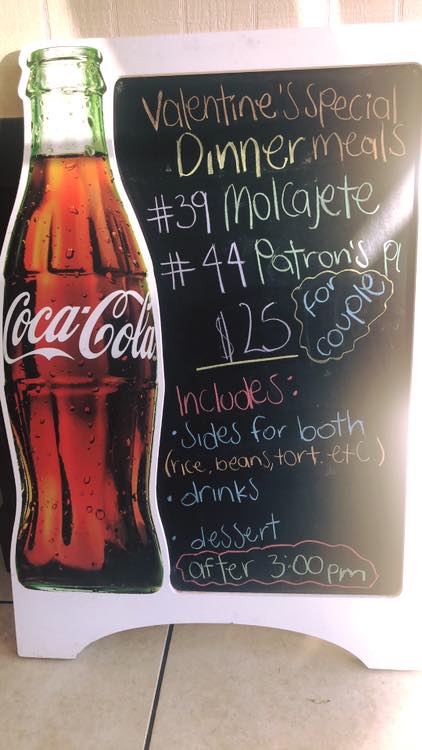 Valentine's special
Dinner meals
#39 Molcajete
#44 Patron's Pl
$25 for couple
Coca-Cola
Includes:
• Sides for both
(rice, beans, tort. etc.)
• drinks
• dessert
after 3:00 pm